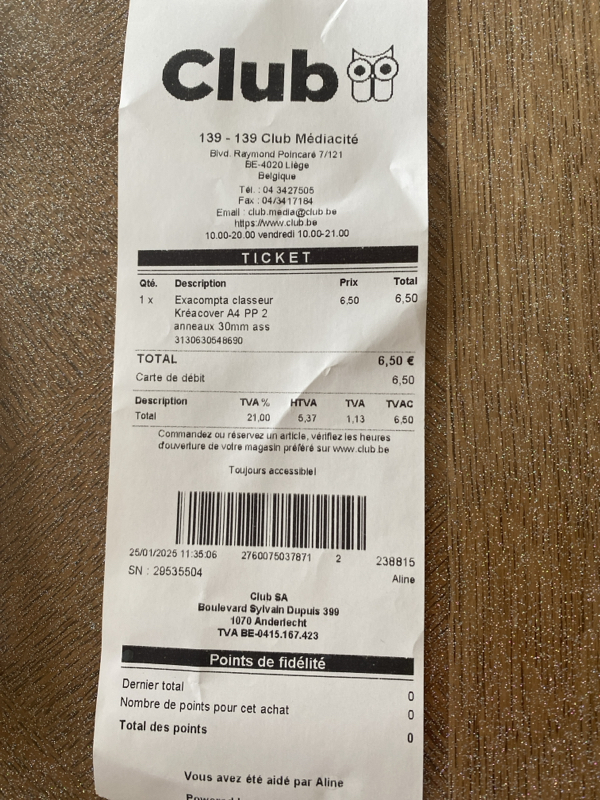 Club
139 - 139 Club Médiacité
Blvd. Raymond Poincaré 7/121
BE-4020 Liège
Belgique
Tél. : 04 3427505
Fax : 04/3417184
Email : club.media@club.be
https://www.club.be
10.00-20.00 vendredi 10.00-21.00
TICKET
Qté. Description Prix Total
1 x Exacompta classeur 6,50 6,50
Kréacover A4 PP 2
anneaux 30mm ass
3130630548690
TOTAL 6,50 €
Carte de débit 6,50
Description TVA % HTVA TVA TVAC
Total 21,00 5,37 1,13 6,50
Commandez ou réservez un article, vérifiez les heures
d'ouverture de votre magasin préféré sur www.club.be
Toujours accessible!
25/01/2025 11:35:06 2760075037871 2 238815
SN : 29535504 Aline
Club SA
Boulevard Sylvain Dupuis 399
1070 Anderlecht
TVA BE-0415.167.423
Points de fidélité
Dernier total 0
Nombre de points pour cet achat 0
Total des points 0
Vous avez été aidé par Aline